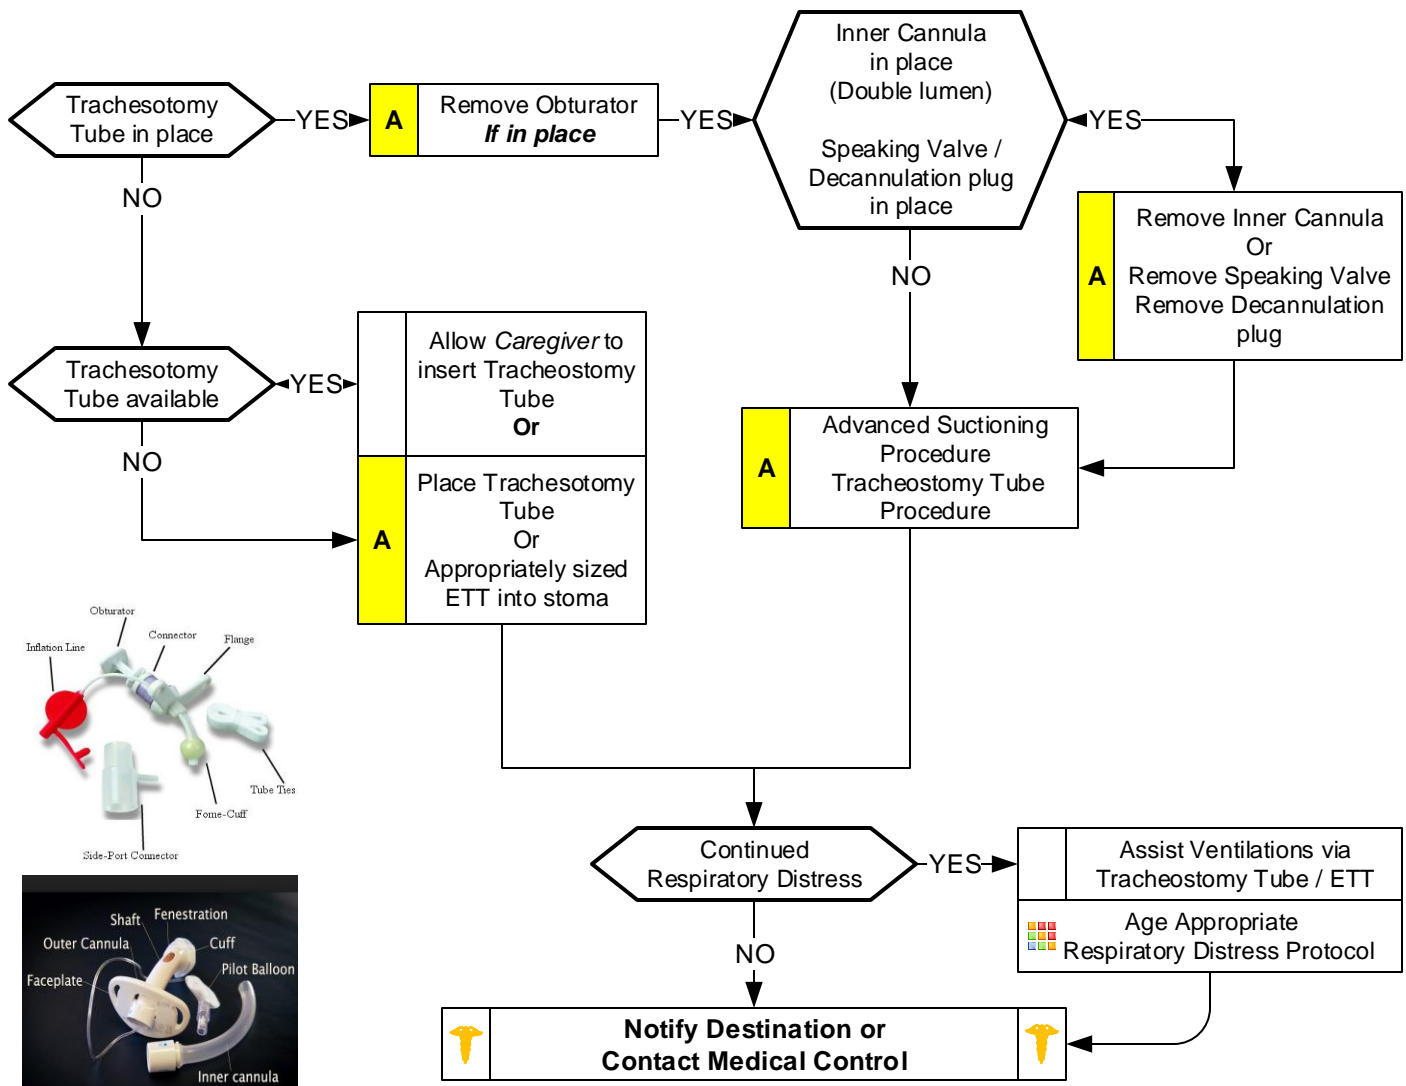 Trachesotomy
Tube in place
YES
A
Remove Obturator
If in place
YES
Inner Cannula
in place
(Double lumen)
Speaking Valve /
Decannulation plug
in place
YES
NO
NO
A
Remove Inner Cannula
Or
Remove Speaking Valve
Remove Decannulation
plug
Trachesotomy
Tube available
YES
Allow Caregiver to
insert Tracheostomy
Tube
Or
NO
A
Place Trachesotomy
Tube
Or
Appropriately sized
ETT into stoma
A
Advanced Suctioning
Procedure
Tracheostomy Tube
Procedure
Obturator
Connector
Flange
Inflation Line
Tube Ties
Fome-Cuff
Side-Port Connector
Continued
Respiratory Distress
YES
Assist Ventilations via
Tracheostomy Tube / ETT
Age Appropriate
Respiratory Distress Protocol
NO
Notify Destination or
Contact Medical Control
Shaft
Fenestration
Outer Cannula
Cuff
Faceplate
Pilot Balloon
Inner cannula